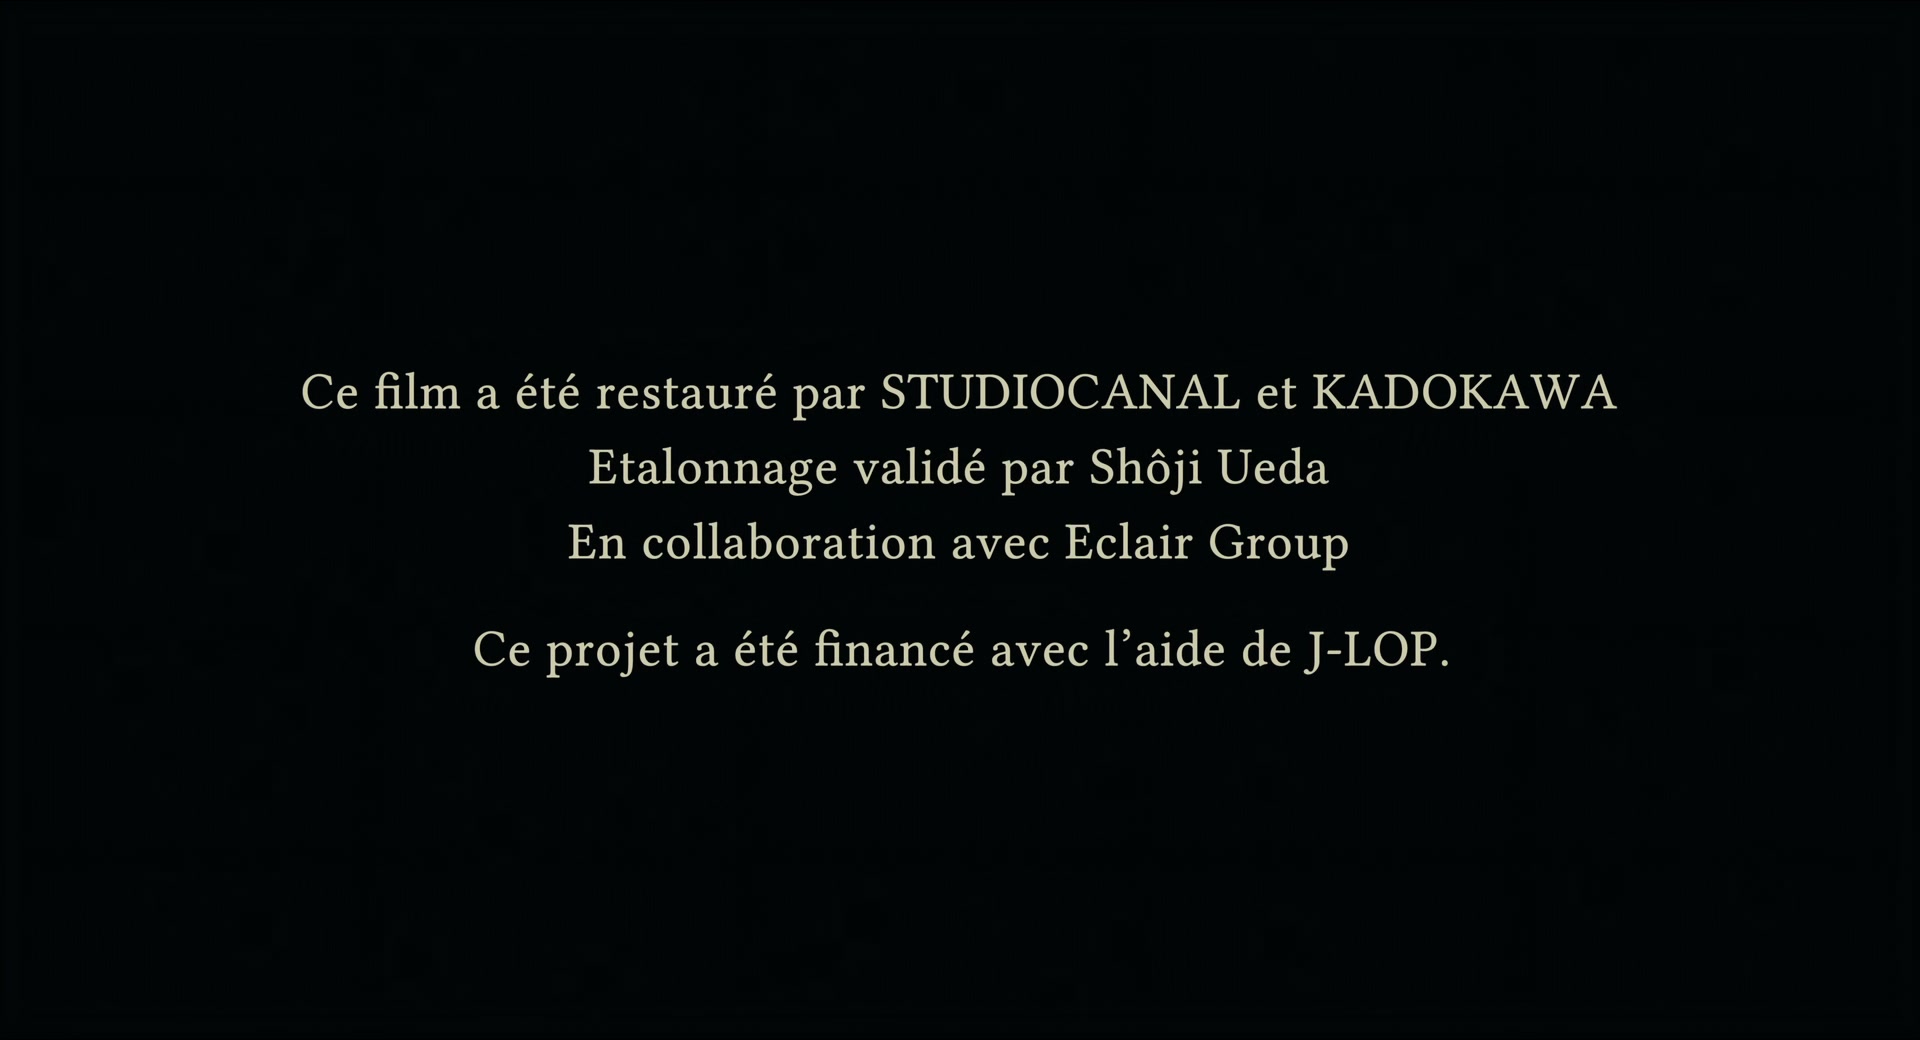 Ce film a été restauré par STUDIOCANAL et KADOKAWA
Etalonnage validé par Shôji Ueda
En collaboration avec Eclair Group
Ce projet a été financé avec l’aide de J-LOP.